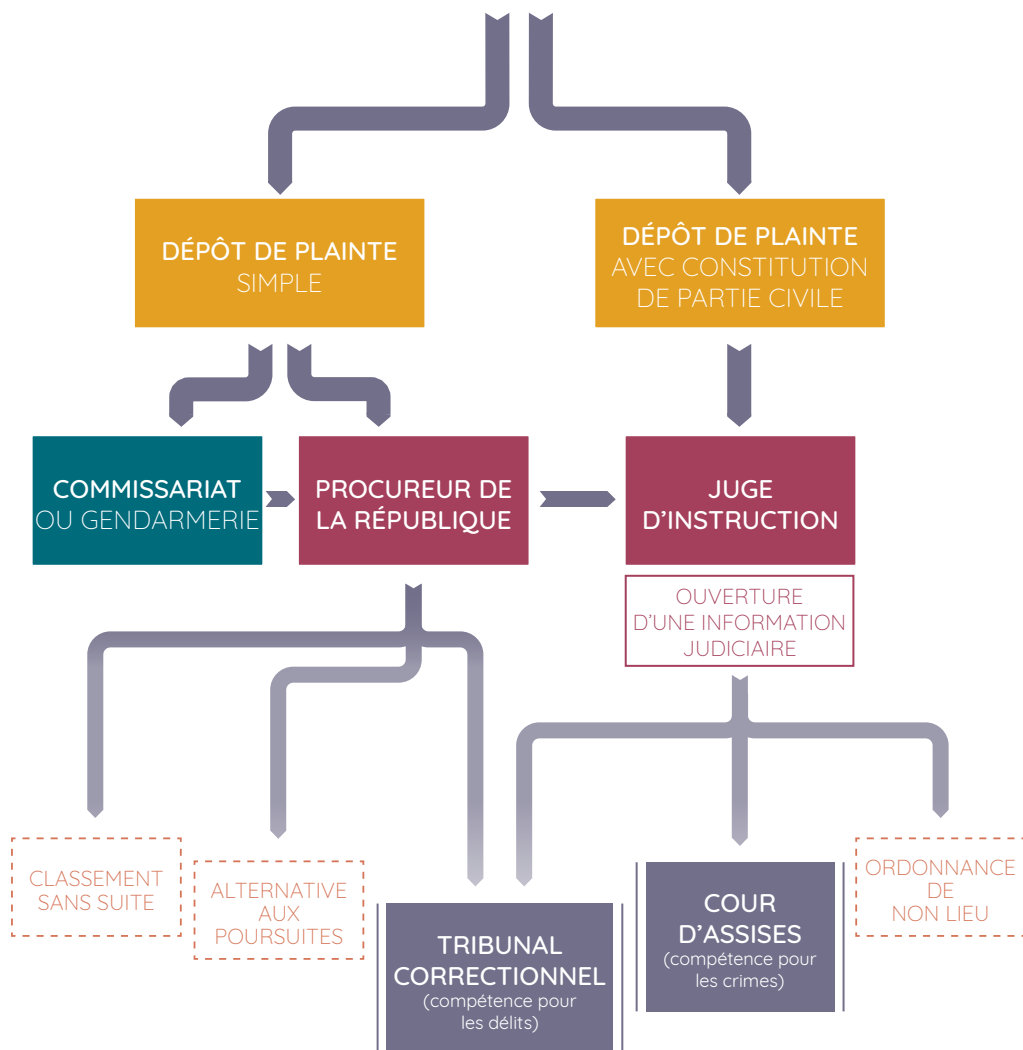 DÉPÔT DE PLAINTE
SIMPLE
DÉPÔT DE PLAINTE
AVEC CONSTITUTION
DE PARTIE CIVILE
COMMISSARIAT
OU GENDARMERIE
PROCUREUR DE
LA RÉPUBLIQUE
JUGE
D'INSTRUCTION
OUVERTURE
D'UNE INFORMATION
JUDICIAIRE
CLASSEMENT
SANS SUITE
ALTERNATIVE
AUX
POURSUITES
TRIBUNAL
CORRECTIONNEL
(compétence pour
les délits)
COUR
D'ASSISES
(compétence pour
les crimes)
ORDONNANCE
DE
NON LIEU